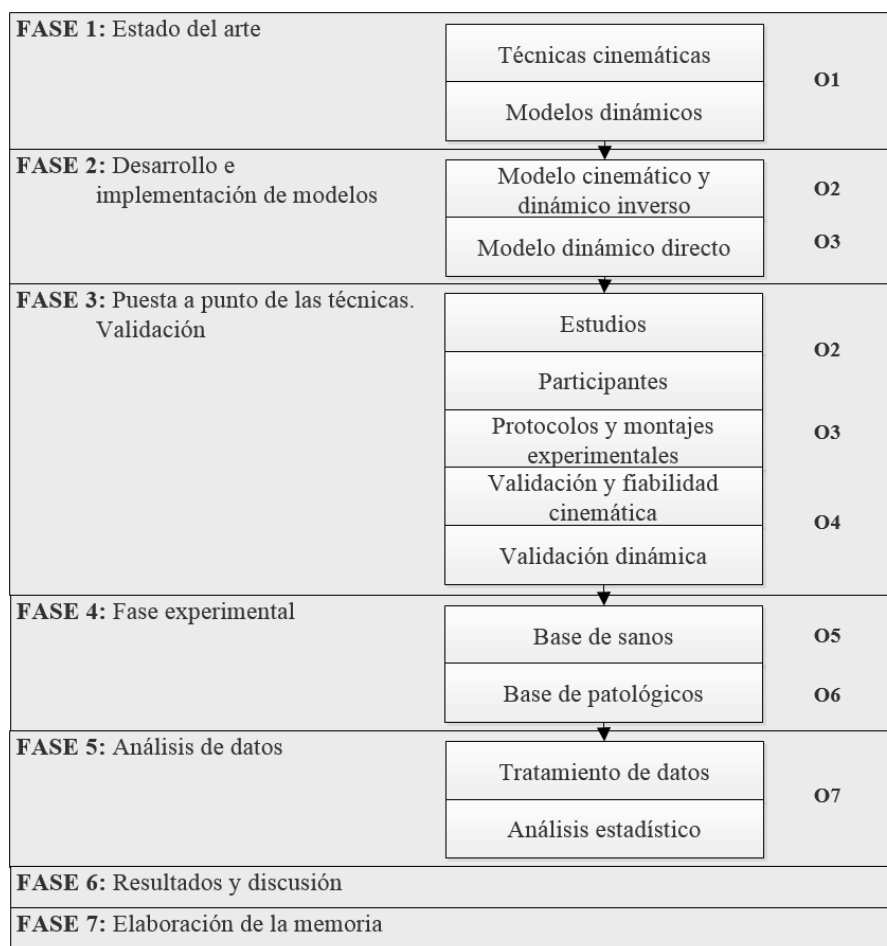 FASE 1: Estado del arte
Técnicas cinemáticas
O1
Modelos dinámicos
FASE 2: Desarrollo e
implementación de modelos
Modelo cinemático y
dinámico inverso
O2
Modelo dinámico directo
O3
FASE 3: Puesta a punto de las técnicas.
Validación
Estudios
O2
Participantes
Protocolos y montajes
experimentales
O3
Validación y fiabilidad
cinemática
O4
Validación dinámica
FASE 4: Fase experimental
Base de sanos
O5
Base de patológicos
O6
FASE 5: Análisis de datos
Tratamiento de datos
O7
Análisis estadístico
FASE 6: Resultados y discusión
FASE 7: Elaboración de la memoria